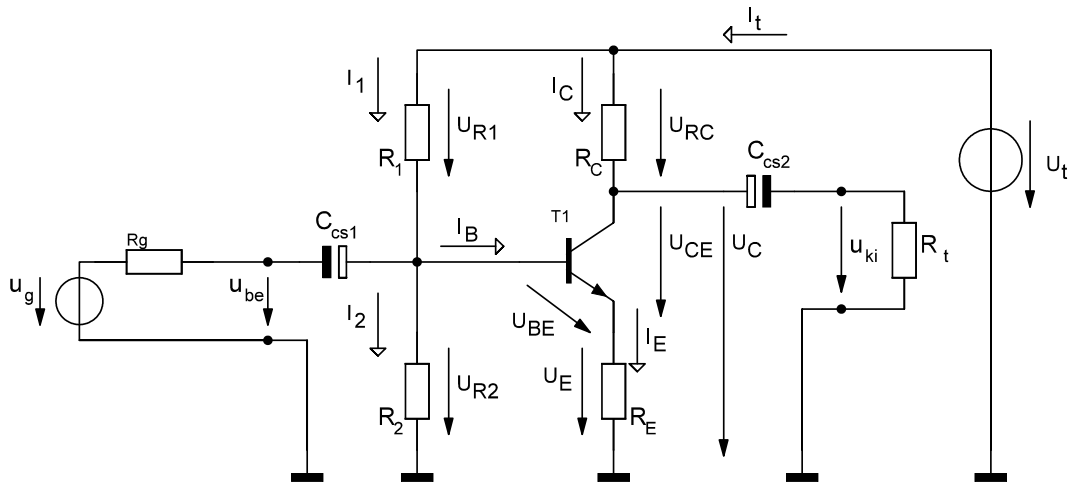 I_t
I_1
U_R1
R_1
I_C
U_RC
R_C
C_cs2
U_t
T1
Rg
C_cs1
I_B
U_CE
U_C
u_ki
R_t
u_g
u_be
I_2
U_BE
I_E
U_R2
R_2
U_E
R_E